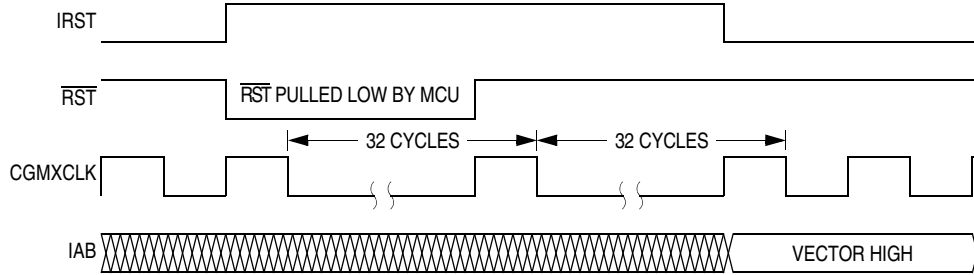 IRST
RST
RST PULLED LOW BY MCU
32 CYCLES
32 CYCLES
CGMXCLK
IAB
VECTOR HIGH